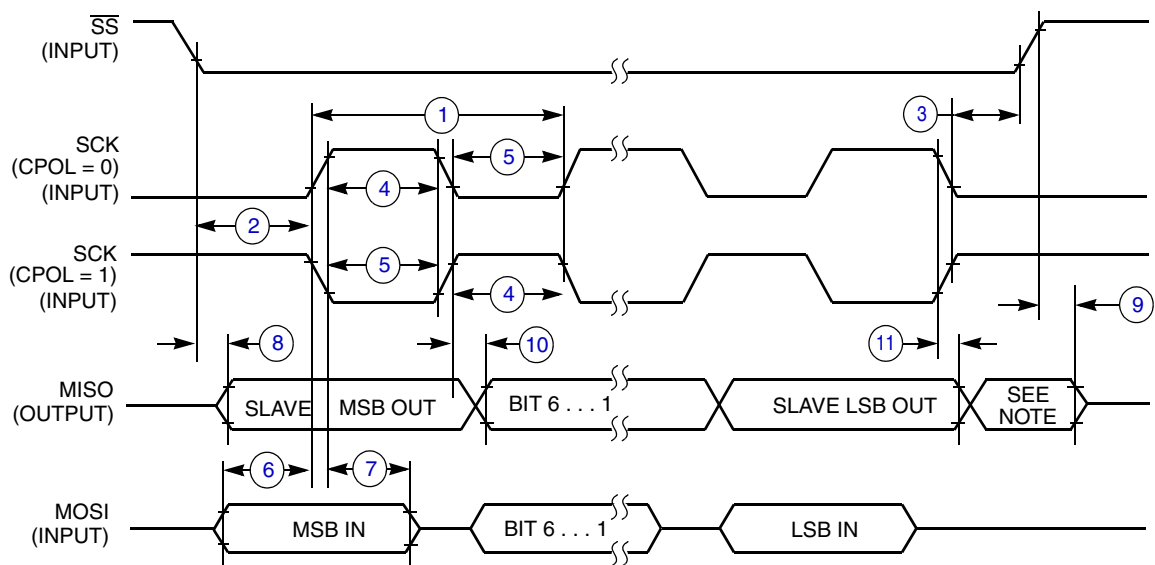 SS
(INPUT)
1
3
SCK
(CPOL = 0)
(INPUT)
5
4
2
SCK
(CPOL = 1)
(INPUT)
5
4
9
8
10
11
MISO
(OUTPUT)
SLAVE
MSB OUT
BIT 6 . . . 1
SLAVE LSB OUT
SEE
NOTE
6
7
MOSI
(INPUT)
MSB IN
BIT 6 . . . 1
LSB IN